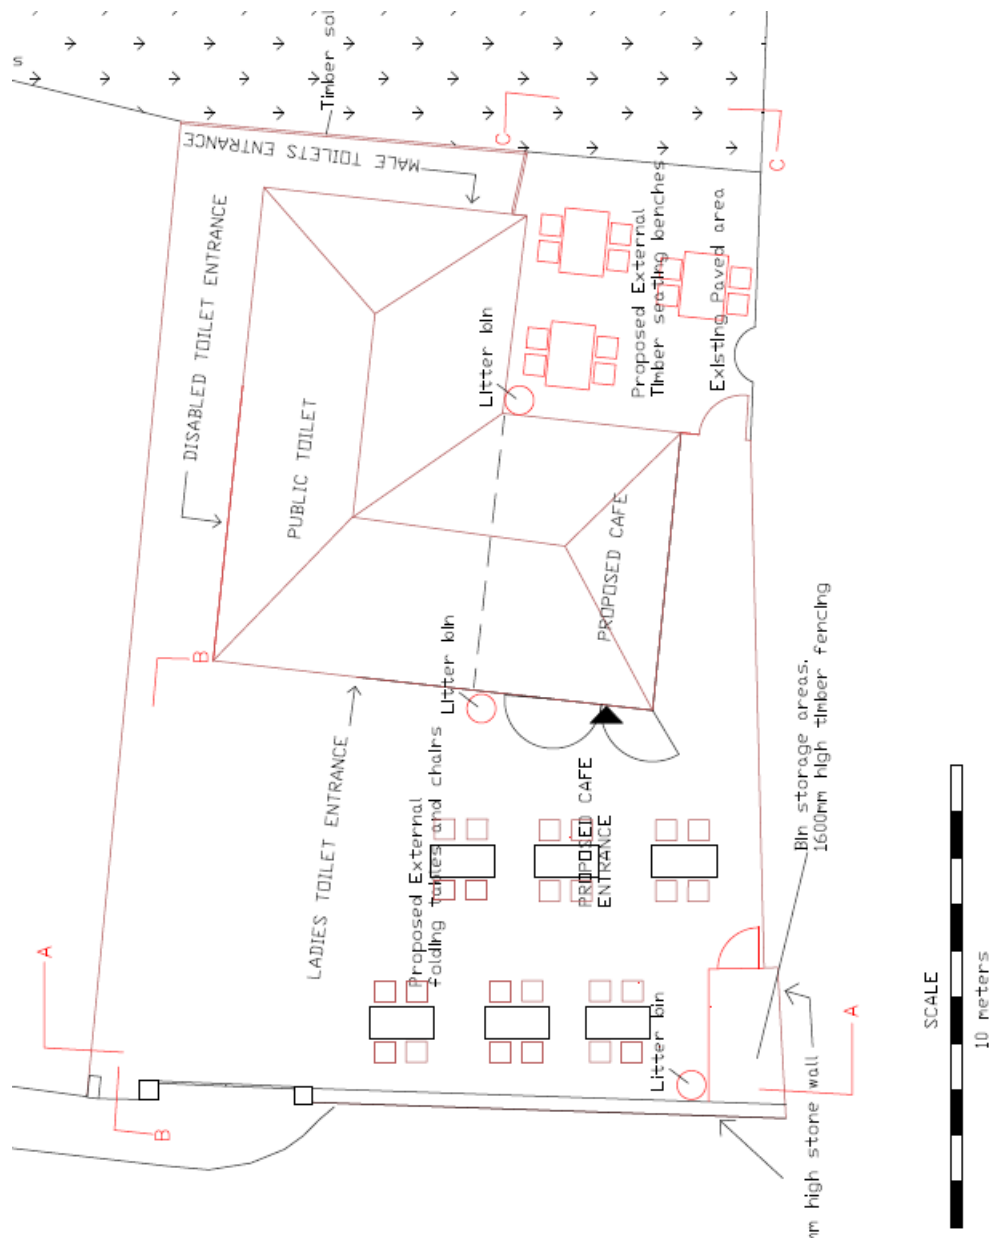 s
Timber sol
C
C
MALE TOILETS ENTRANCE
DISABLED TOILET ENTRANCE
PUBLIC TOILET
Litter bin
Proposed External
Timber seating benches
Existing Paved area
PROPOSED CAFE
B
Litter bin
LADIES TOILET ENTRANCE
Proposed External
folding tables and chairs
PROPOSED CAFE
ENTRANCE
Bin storage areas.
1600mm high timber fencing
A
A
Litter bin
B
mm high stone wall
SCALE
10 meters